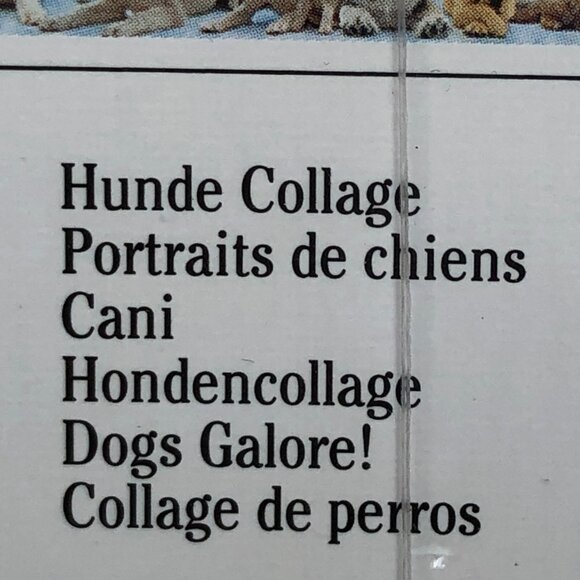 Hunde Collage
Portraits de chiens
Cani
Hondencollage
Dogs Galore!
Collage de perros